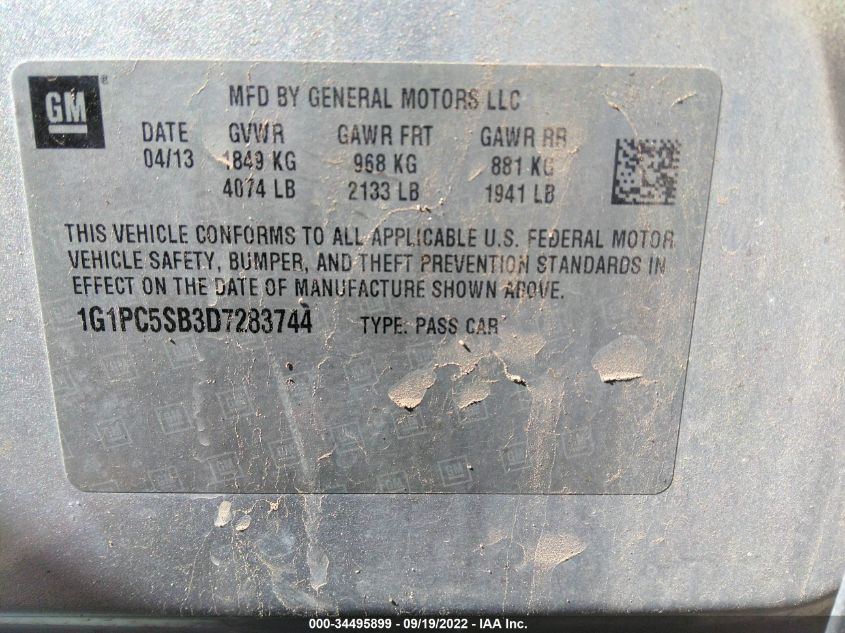 GM ®
MFD BY GENERAL MOTORS LLC
DATE GVWR GAWR FRT GAWR RR
04/13 1849 KG 968 KG 881 KG
4074 LB 2133 LB 1941 LB
THIS VEHICLE CONFORMS TO ALL APPLICABLE U.S. FEDERAL MOTOR
VEHICLE SAFETY, BUMPER, AND THEFT PREVENTION STANDARDS IN
EFFECT ON THE DATE OF MANUFACTURE SHOWN ABOVE.
1G1PC5SB3D7283744 TYPE: PASS CAR
000-34495899 - 09/19/2022 - IAA Inc.